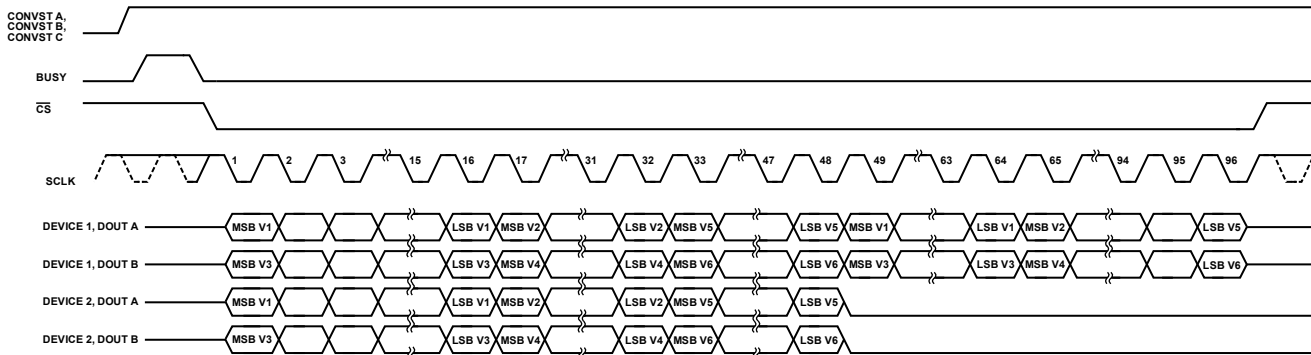 CONVST A,
CONVST B,
CONVST C
BUSY
CS
SCLK
1 2 3 15 16 17 31 32 33 47 48 49 63 64 65 94 95 96
DEVICE 1, DOUT A MSB V1 LSB V1 MSB V2 LSB V2 MSB V5 LSB V5 MSB V1 LSB V1 MSB V2 LSB V5
DEVICE 1, DOUT B MSB V3 LSB V3 MSB V4 LSB V4 MSB V6 LSB V6 MSB V3 LSB V3 MSB V4 LSB V6
DEVICE 2, DOUT A MSB V1 LSB V1 MSB V2 LSB V2 MSB V5 LSB V5
DEVICE 2, DOUT B MSB V3 LSB V3 MSB V4 LSB V4 MSB V6 LSB V6